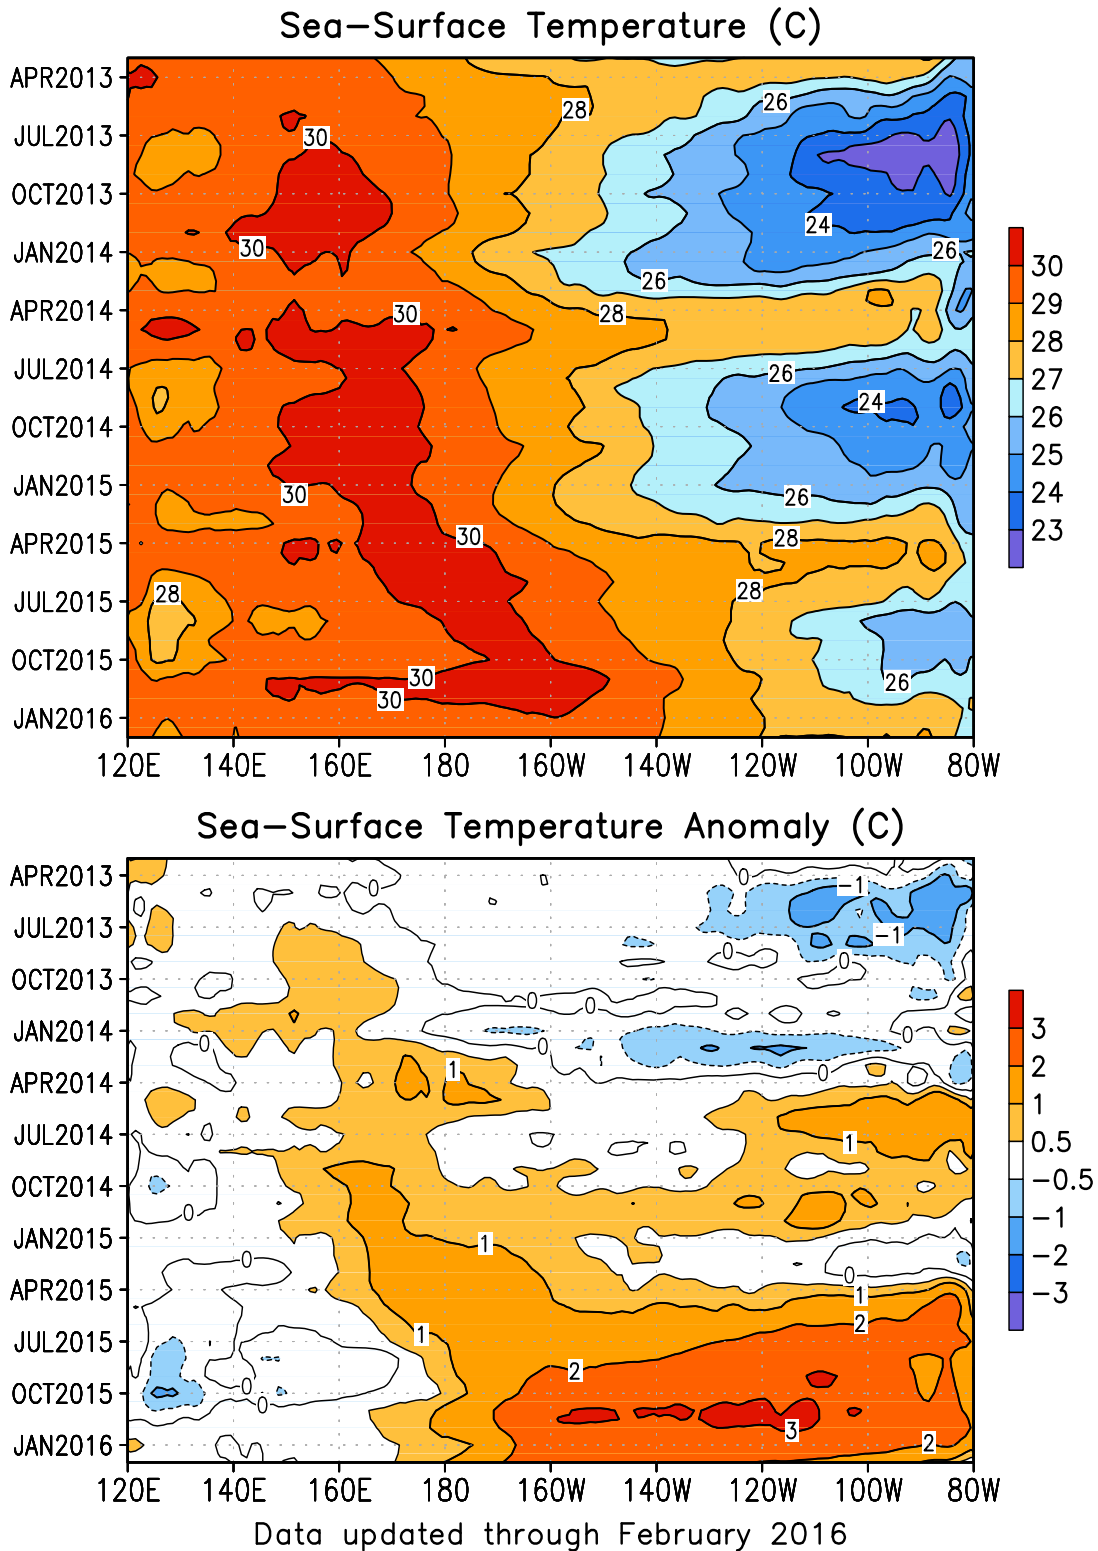 Sea-Surface Temperature (C)
APR2013
JUL2013
OCT2013
JAN2014
APR2014
JUL2014
OCT2014
JAN2015
APR2015
JUL2015
OCT2015
JAN2016
120E 140E 160E 180 160W 140W 120W 100W 80W
28 26
30
24
30 26
26
30 28
26
24
30 26
30 28
28 28
30 26
30
30
29
28
27
26
25
24
23
Sea-Surface Temperature Anomaly (C)
APR2013
JUL2013
OCT2013
JAN2014
APR2014
JUL2014
OCT2014
JAN2015
APR2015
JUL2015
OCT2015
JAN2016
120E 140E 160E 180 160W 140W 120W 100W 80W
0 0 -1
-1
0 0
0 0 0
0 0
1 0
1
0
1
0 0
1
1 2
2
0
0
3
2
3
2
1
0.5
-0.5
-1
-2
-3
Data updated through February 2016